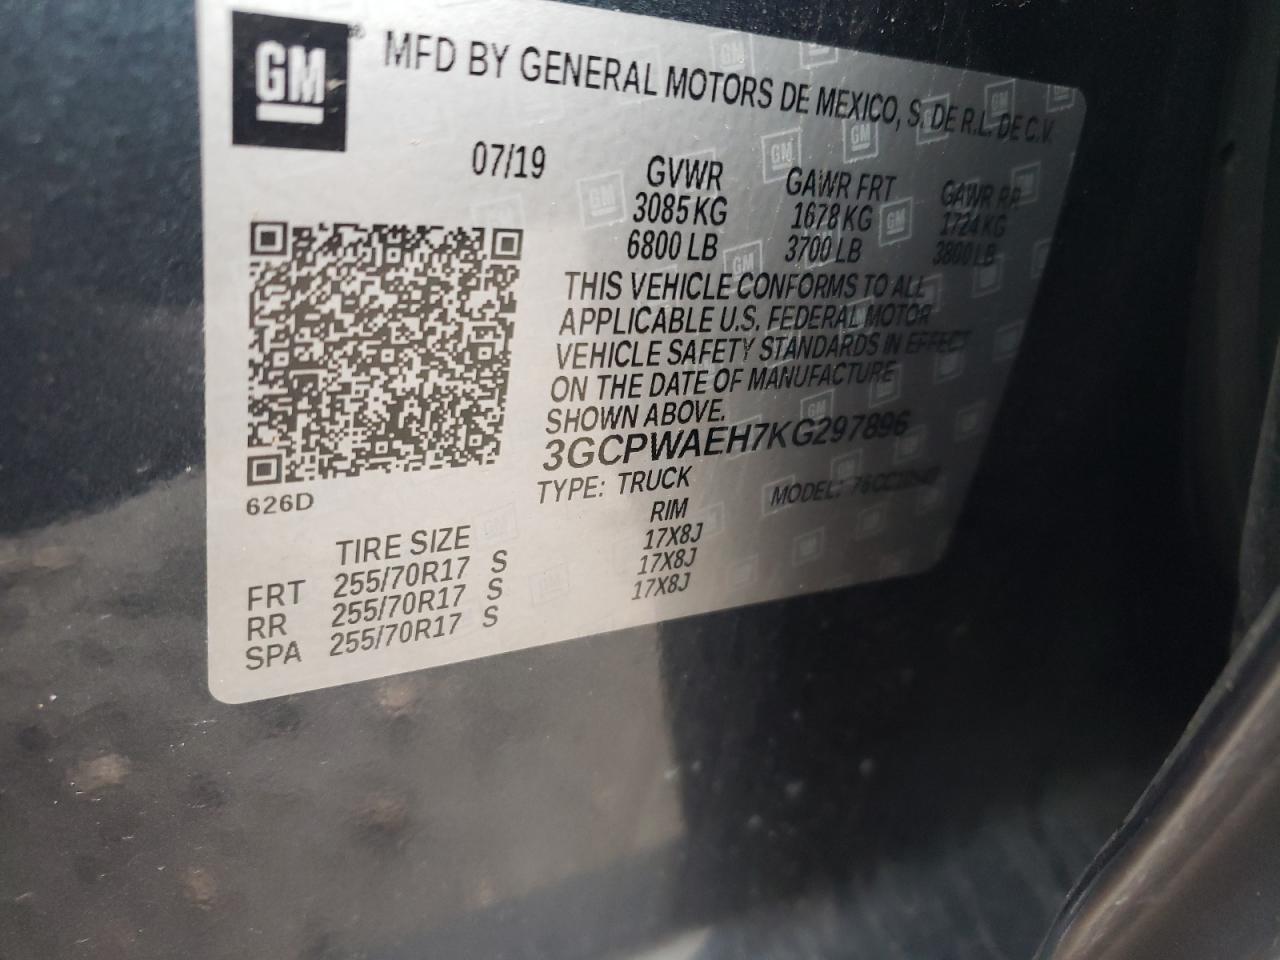 GM ® MFD BY GENERAL MOTORS DE MEXICO, S. DE R.L. DE C.V.
07/19 GVWR GAWR FRT GAWR RR
3085 KG 1678 KG 1724 KG
6800 LB 3700 LB 3800 LB
THIS VEHICLE CONFORMS TO ALL
APPLICABLE U.S. FEDERAL MOTOR
VEHICLE SAFETY STANDARDS IN EFFECT
ON THE DATE OF MANUFACTURE
SHOWN ABOVE.
3GCPWAEH7KG297896
626D
TYPE: TRUCK MODEL:
TIRE SIZE RIM
FRT 255/70R17 S 17X8J
RR 255/70R17 S 17X8J
SPA 255/70R17 S 17X8J